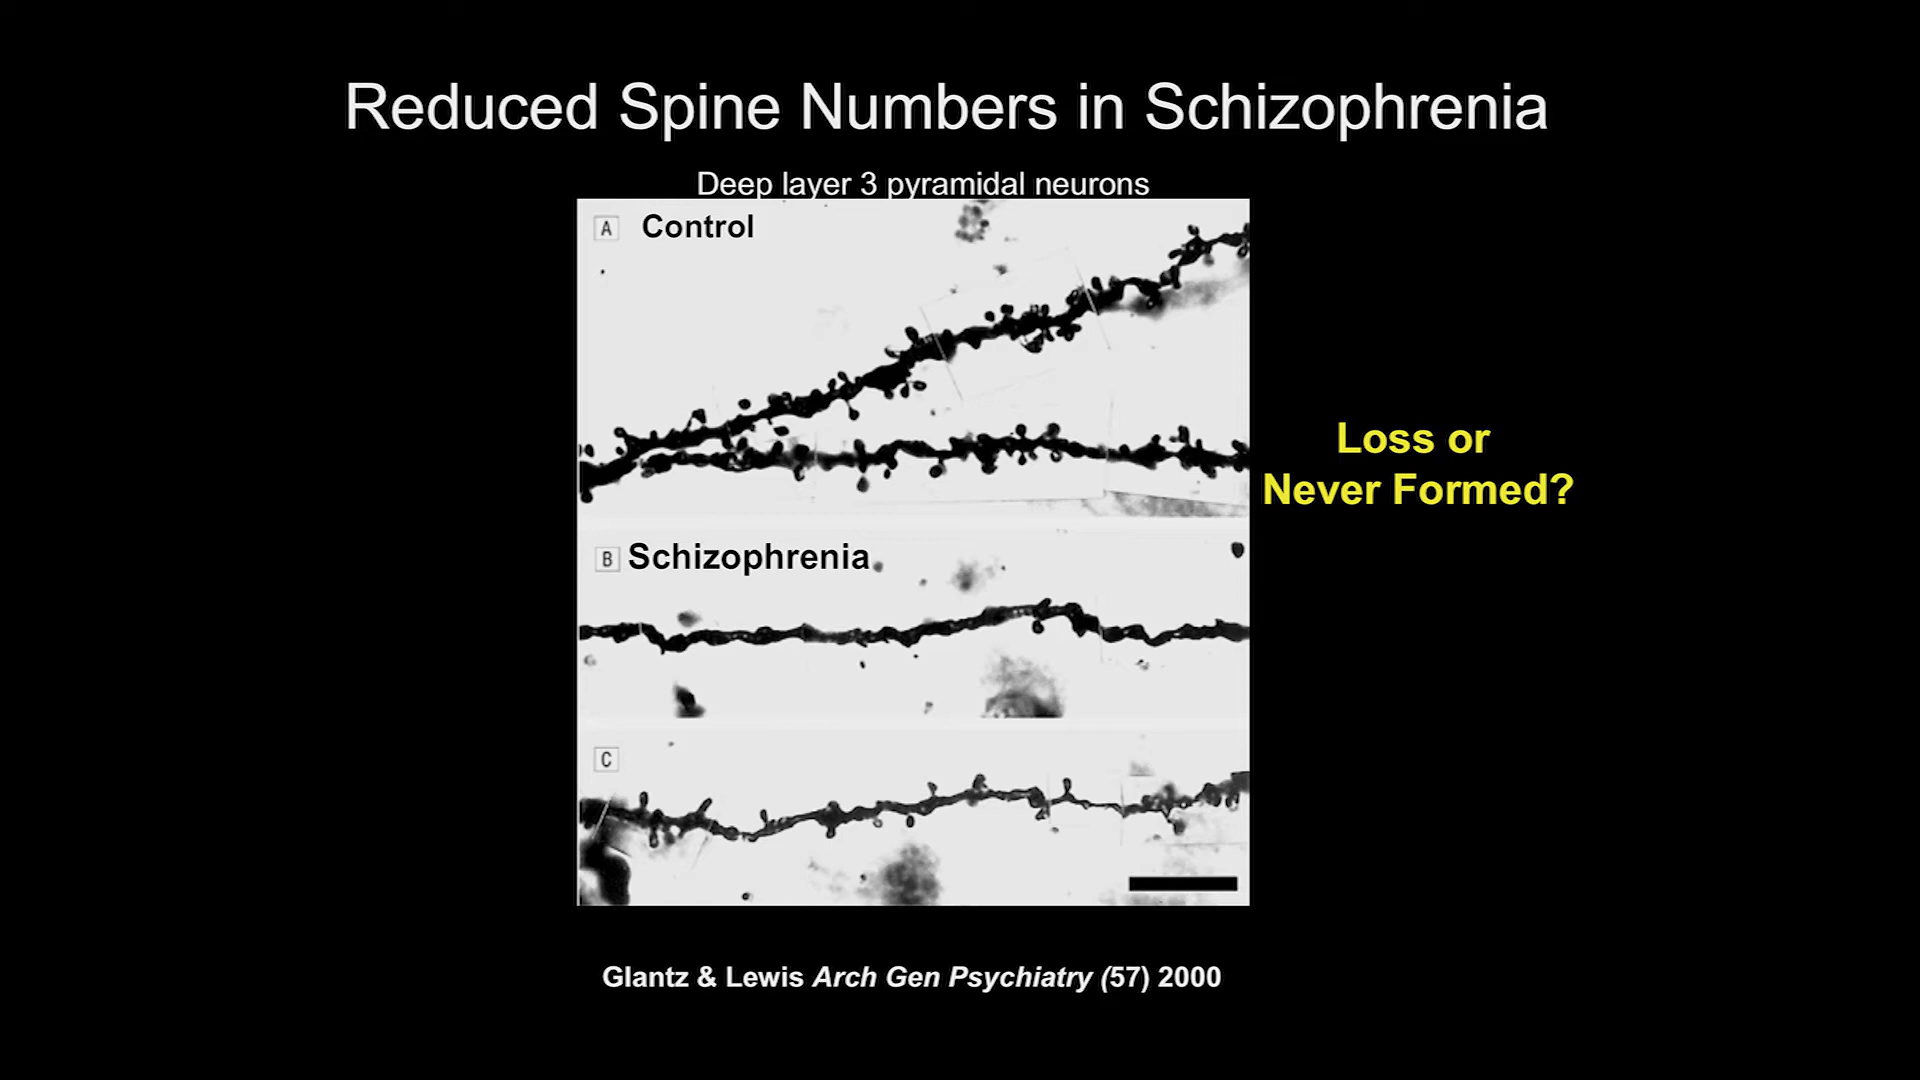 Reduced Spine Numbers in Schizophrenia
Deep layer 3 pyramidal neurons
A Control
Loss or
Never Formed?
B Schizophrenia
C
Glantz & Lewis Arch Gen Psychiatry (57) 2000